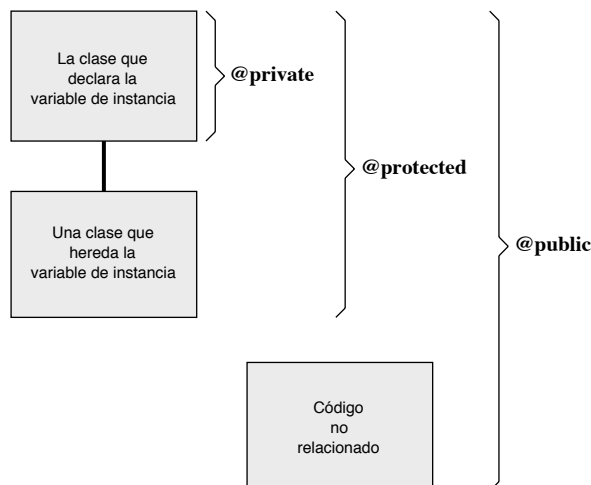 La clase que
declara la
variable de instancia
@private
@protected
Una clase que
hereda la
variable de instancia
@public
Código
no
relacionado